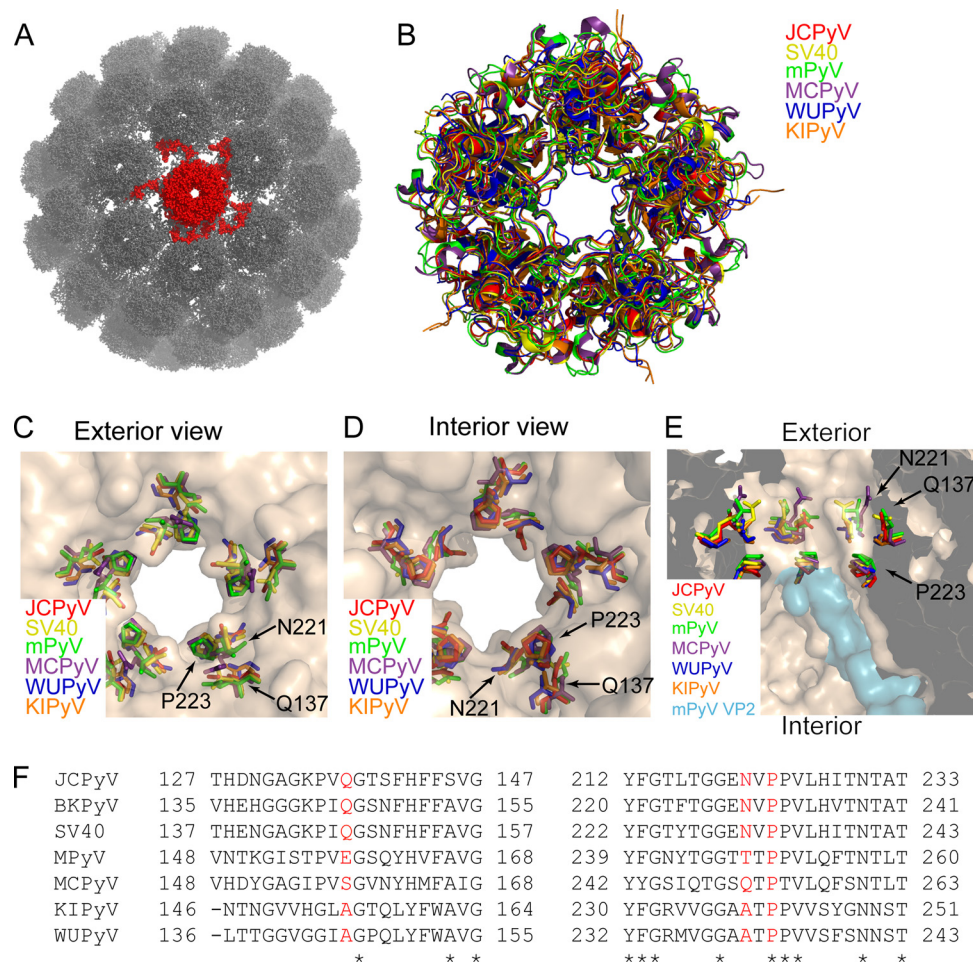 A
B
JCPyV
SV40
mPyV
MCPyV
WUPyV
KIPyV
C Exterior view
N221
P223
Q137
JCPyV
SV40
mPyV
MCPyV
WUPyV
KIPyV
D Interior view
P223
N221
Q137
JCPyV
SV40
mPyV
MCPyV
WUPyV
KIPyV
E Exterior
N221
Q137
P223
JCPyV
SV40
mPyV
MCPyV
WUPyV
KIPyV
mPyV VP2
Interior
F
JCPyV 127 THDNGAGKPVQGTSFHFFSVG 147 212 YFGTLTGGENVPPVLHITNTAT 233
BKPyV 135 VHEHGGGKPIQGSNFHFFAVG 155 220 YFGTFTGGENVPPVLHVTNTAT 241
SV40 137 THENGAGKPIQGSNFHFFAVG 157 222 YFGTYTGGENVPPVLHITNTAT 243
MPyV 148 VNTKGISTPVEGSQYHVFAVG 168 239 YFGNYTGGTTTPPVLQFTNTLT 260
MCPyV 148 VHDYGAGIPVSGVNYHMFAIG 168 242 YYGSIQTGSQTPTVLQFSNTLT 263
KIPyV 146 -NTNGVVHGLAGTQLYFWAVG 164 230 YFGRVVGGAATPPVVSYGNNST 251
WUPyV 136 -LTTGGVGGIAGPQLYFWAVG 155 232 YFGRMVGGAATPPVVSFSNNST 243
* * * *** * *** * *